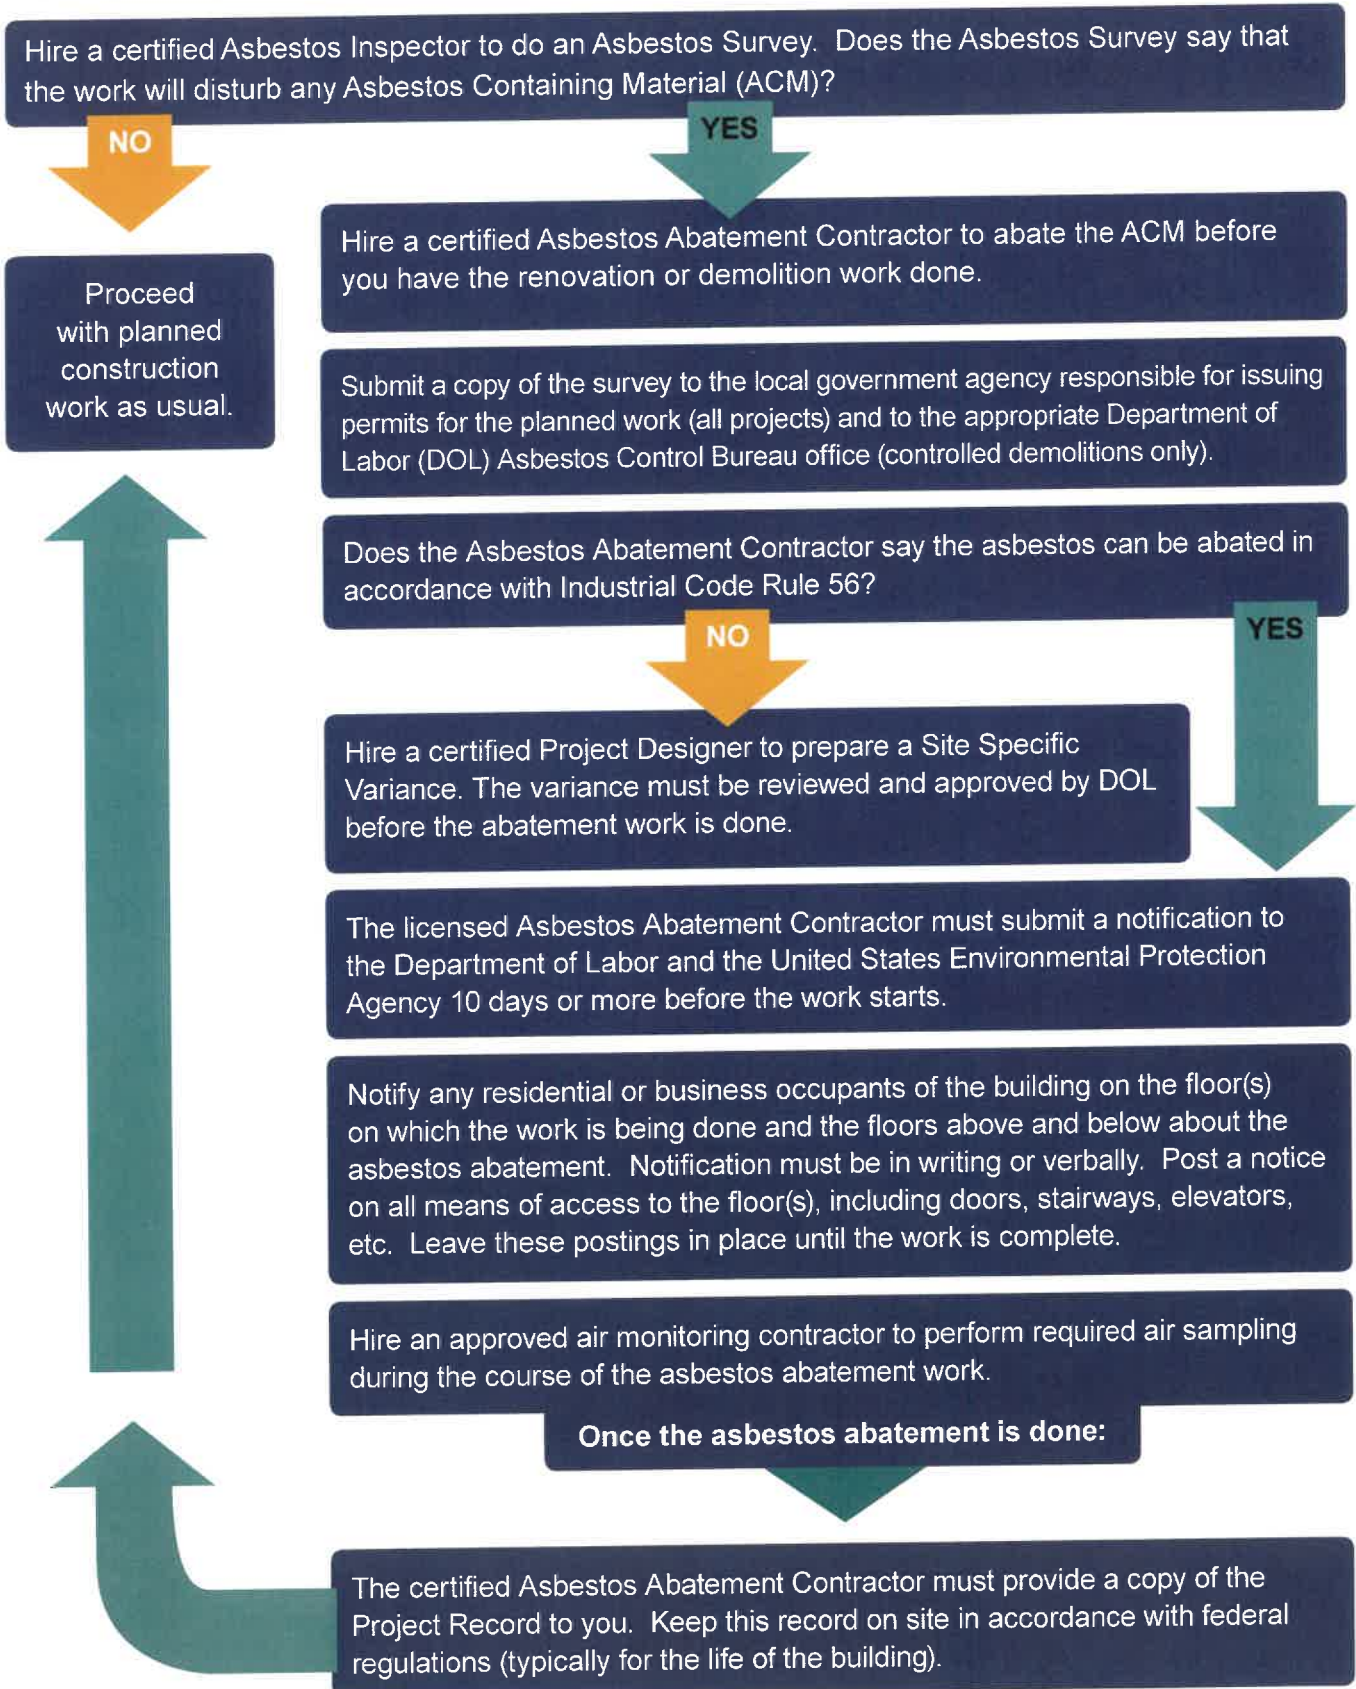 Hire a certified Asbestos Inspector to do an Asbestos Survey.  Does the Asbestos Survey say that
the work will disturb any Asbestos Containing Material (ACM)?
NO
YES
Proceed
with planned
construction
work as usual.
Hire a certified Asbestos Abatement Contractor to abate the ACM before
you have the renovation or demolition work done.
Submit a copy of the survey to the local government agency responsible for issuing
permits for the planned work (all projects) and to the appropriate Department of
Labor (DOL) Asbestos Control Bureau office (controlled demolitions only).
Does the Asbestos Abatement Contractor say the asbestos can be abated in
accordance with Industrial Code Rule 56?
NO
YES
Hire a certified Project Designer to prepare a Site Specific
Variance. The variance must be reviewed and approved by DOL
before the abatement work is done.
The licensed Asbestos Abatement Contractor must submit a notification to
the Department of Labor and the United States Environmental Protection
Agency 10 days or more before the work starts.
Notify any residential or business occupants of the building on the floor(s)
on which the work is being done and the floors above and below about the
asbestos abatement.  Notification must be in writing or verbally.  Post a notice
on all means of access to the floor(s), including doors, stairways, elevators,
etc.  Leave these postings in place until the work is complete.
Hire an approved air monitoring contractor to perform required air sampling
during the course of the asbestos abatement work.
Once the asbestos abatement is done:
The certified Asbestos Abatement Contractor must provide a copy of the
Project Record to you.  Keep this record on site in accordance with federal
regulations (typically for the life of the building).